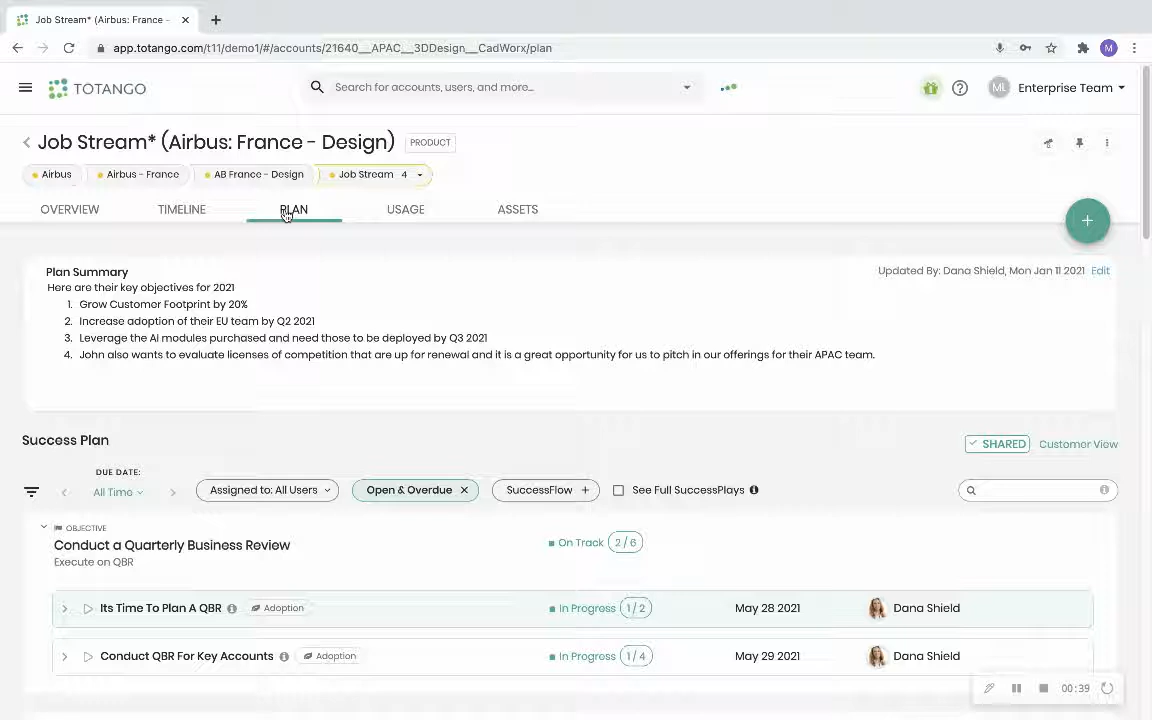 Job Stream* (Airbus: France -
app.totango.com/t11/demo1/#/accounts/21640__APAC__3DDesign__CadWorx/plan
M
TOTANGO
Search for accounts, users, and more...
ML
Enterprise Team
Job Stream* (Airbus: France - Design)
PRODUCT
Airbus
Airbus - France
AB France - Design
Job Stream 4
OVERVIEW
TIMELINE
PLAN
USAGE
ASSETS
Plan Summary
Updated By: Dana Shield, Mon Jan 11 2021 Edit
Here are their key objectives for 2021
1. Grow Customer Footprint by 20%
2. Increase adoption of their EU team by Q2 2021
3. Leverage the AI modules purchased and need those to be deployed by Q3 2021
4. John also wants to evaluate licenses of competition that are up for renewal and it is a great opportunity for us to pitch in our offerings for their APAC team.
Success Plan
SHARED
Customer View
DUE DATE:
All Time
Assigned to: All Users
Open & Overdue
SuccessFlow +
See Full SuccessPlays
OBJECTIVE
Conduct a Quarterly Business Review
On Track 2 / 6
Execute on QBR
Its Time To Plan A QBR
Adoption
In Progress 1 / 2
May 28 2021
Dana Shield
Conduct QBR For Key Accounts
Adoption
In Progress 1 / 4
May 29 2021
Dana Shield
00:39